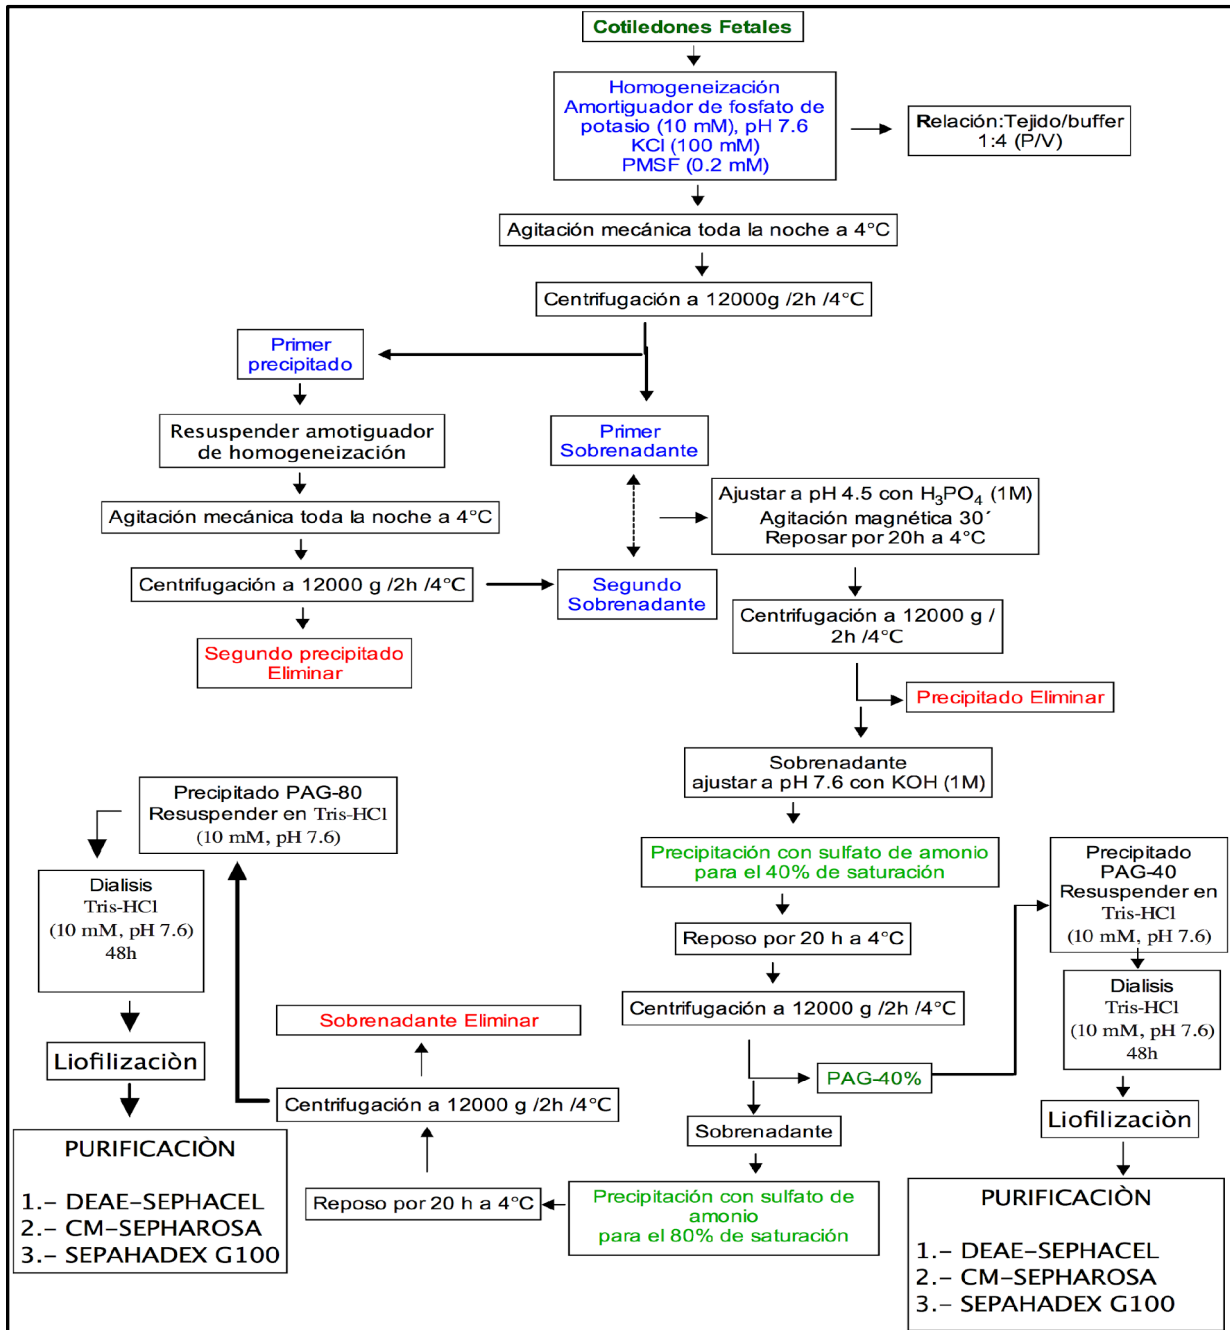 Cotiledones Fetales
Homogeneización
Amortiguador de fosfato de
potasio (10 mM), pH 7.6
KCl (100 mM)
PMSF (0.2 mM)
Relación:Tejido/buffer
1:4 (P/V)
Agitación mecánica toda la noche a 4°C
Centrifugación a 12000g /2h /4°C
Primer
precipitado
Resuspender amotiguador
de homogeneización
Primer
Sobrenadante
Agitación mecánica toda la noche a 4°C
Ajustar a pH 4.5 con H₃PO₄ (1M)
Agitación magnética 30´
Reposar por 20h a 4°C
Centrifugación a 12000 g /2h /4°C
Segundo
Sobrenadante
Segundo precipitado
Eliminar
Centrifugación a 12000 g /
2h /4°C
Precipitado Eliminar
Sobrenadante
ajustar a pH 7.6 con KOH (1M)
Precipitación con sulfato de amonio
para el 40% de saturación
Reposo por 20 h a 4°C
Centrifugación a 12000 g /2h /4°C
PAG-40%
Precipitado
PAG-40
Resuspender en
Tris-HCl
(10 mM, pH 7.6)
Dialisis
Tris-HCl
(10 mM, pH 7.6)
48h
Liofilizaciòn
PURIFICACIÒN
1.- DEAE-SEPHACEL
2.- CM-SEPHAROSA
3.- SEPAHADEX G100
Sobrenadante
Precipitación con sulfato de
amonio
para el 80% de saturación
Reposo por 20 h a 4°C
Centrifugación a 12000 g /2h /4°C
Sobrenadante Eliminar
Precipitado PAG-80
Resuspender en Tris-HCl
(10 mM, pH 7.6)
Dialisis
Tris-HCl
(10 mM, pH 7.6)
48h
Liofilizaciòn
PURIFICACIÒN
1.- DEAE-SEPHACEL
2.- CM-SEPHAROSA
3.- SEPAHADEX G100